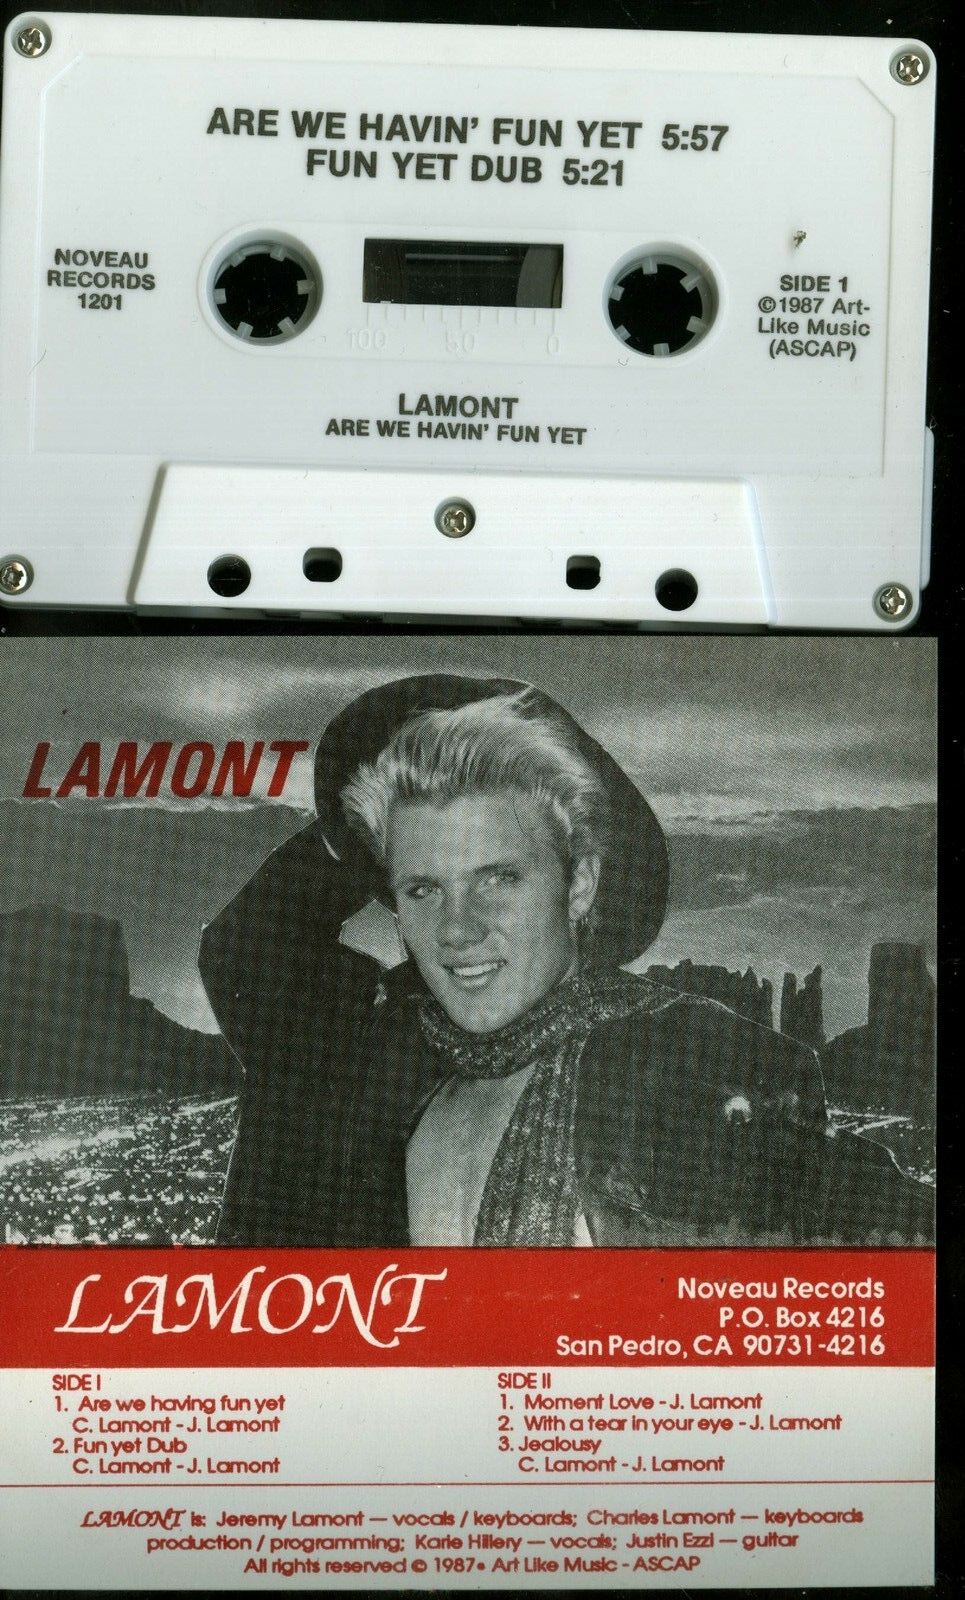 ARE WE HAVIN' FUN YET 5:57
FUN YET DUB 5:21
NOVEAU
RECORDS
1201
SIDE 1
©1987 Art-
Like Music
(ASCAP)
100 50 0
LAMONT
ARE WE HAVIN' FUN YET
LAMONT
LAMONT
Noveau Records
P.O. Box 4216
San Pedro, CA 90731-4216
SIDE I
1. Are we having fun yet
C. Lamont - J. Lamont
2. Fun yet Dub
C. Lamont - J. Lamont
SIDE II
1. Moment Love - J. Lamont
2. With a tear in your eye - J. Lamont
3. Jealousy
C. Lamont - J. Lamont
LAMONT is: Jeremy Lamont — vocals / keyboards; Charles Lamont — keyboards
production / programming; Karie Hillery — vocals; Justin Ezzi — guitar
All rights reserved © 1987• Art Like Music - ASCAP